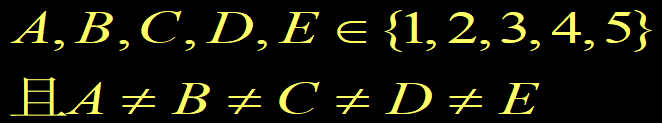 A, B, C, D, E ∈ {1, 2, 3, 4, 5}
且A ≠ B ≠ C ≠ D ≠ E